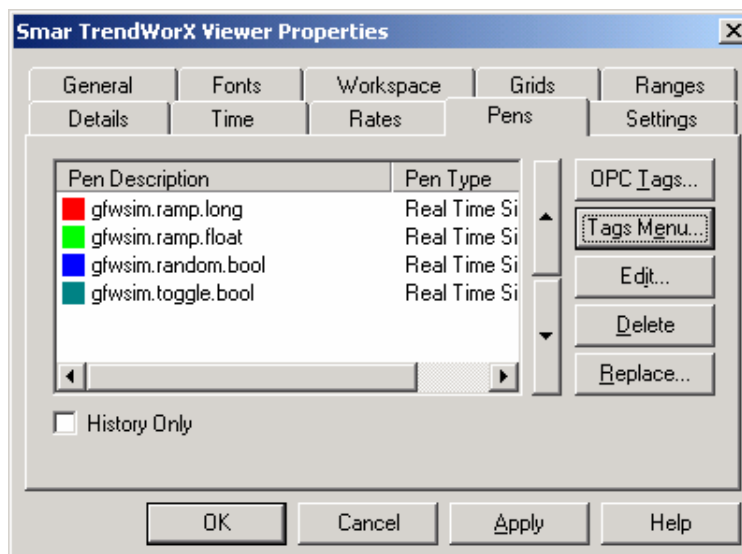 Smar TrendWorX Viewer Properties
General Fonts Workspace Grids Ranges
Details Time Rates Pens Settings
Pen Description Pen Type
gfwsim.ramp.long Real Time Si
gfwsim.ramp.float Real Time Si
gfwsim.random.bool Real Time Si
gfwsim.toggle.bool Real Time Si
OPC Tags...
Tags Menu...
Edit...
Delete
Replace...
History Only
OK Cancel Apply Help